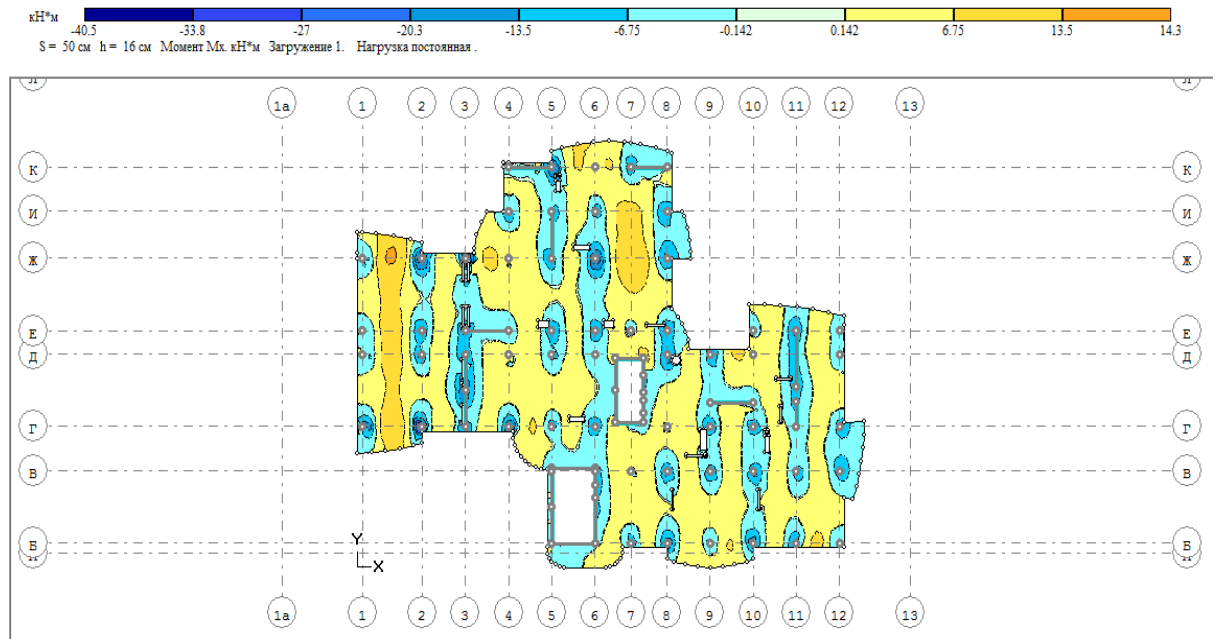 кН*м
-40.5 -33.8 -27 -20.3 -13.5 -6.75 -0.142 0.142 6.75 13.5 14.3
S = 50 см h = 16 см Момент Мх. кН*м Загружение 1. Нагрузка постоянная .
Л Л
1а 1 2 3 4 5 6 7 8 9 10 11 12 13
К К
И И
Ж Ж
Е Е
Д Д
Г Г
В В
Б Б
Y
X
1а 1 2 3 4 5 6 7 8 9 10 11 12 13